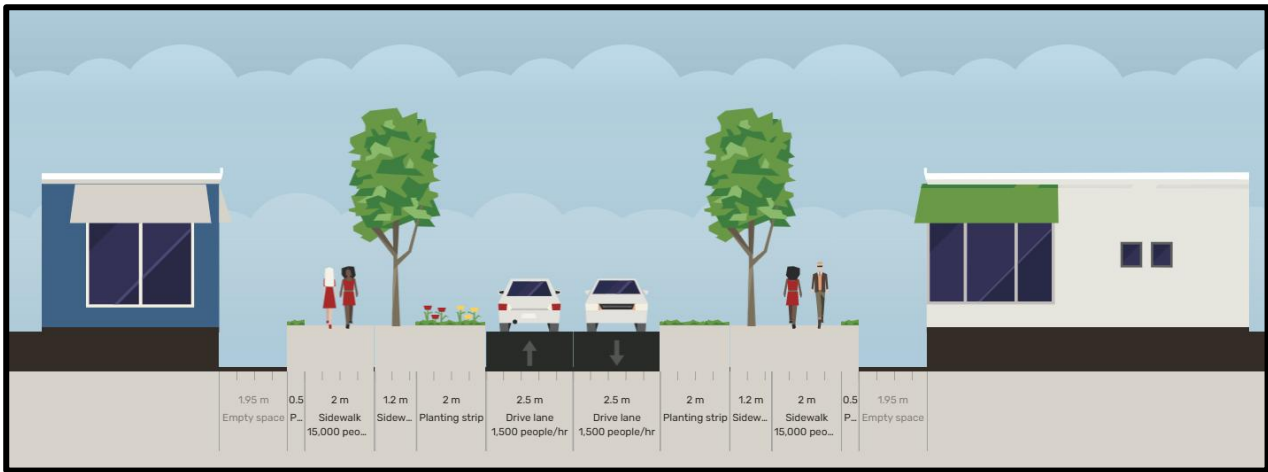 1.95 m
Empty space
0.5
P...
2 m
Sidewalk
15,000 peo...
1.2 m
Sidew...
2 m
Planting strip
2.5 m
Drive lane
1,500 people/hr
2.5 m
Drive lane
1,500 people/hr
2 m
Planting strip
1.2 m
Sidew...
2 m
Sidewalk
15,000 peo...
0.5
P...
1.95 m
Empty space